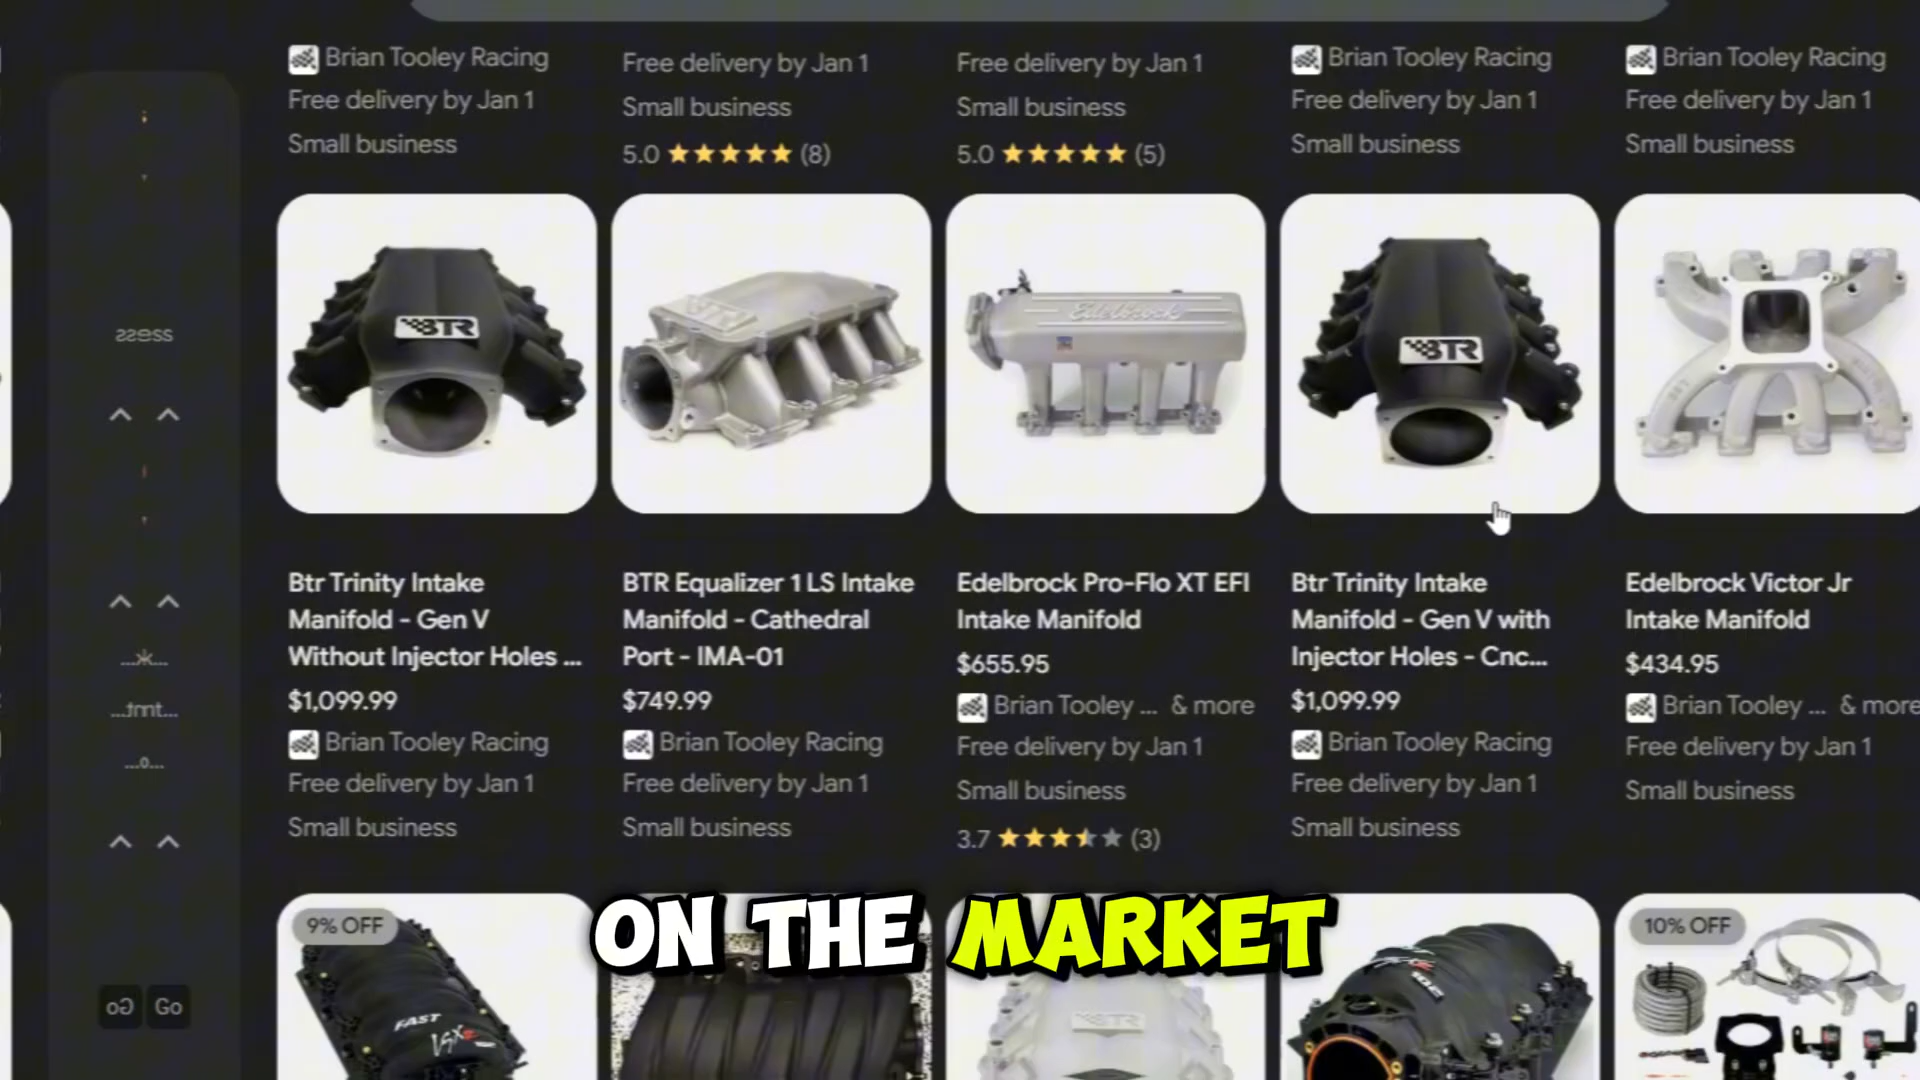 Brian Tooley Racing
Free delivery by Jan 1
Small business
Free delivery by Jan 1
Small business
5.0 (8)
Free delivery by Jan 1
Small business
5.0 (5)
Brian Tooley Racing
Free delivery by Jan 1
Small business
Brian Tooley Racing
Free delivery by Jan 1
Small business
BTR
BTR
Edelbrock
BTR
Btr Trinity Intake
Manifold - Gen V
Without Injector Holes ...
$1,099.99
Brian Tooley Racing
Free delivery by Jan 1
Small business
BTR Equalizer 1 LS Intake
Manifold - Cathedral
Port - IMA-01
$749.99
Brian Tooley Racing
Free delivery by Jan 1
Small business
Edelbrock Pro-Flo XT EFI
Intake Manifold
$655.95
Brian Tooley ... & more
Free delivery by Jan 1
Small business
3.7 (3)
Btr Trinity Intake
Manifold - Gen V with
Injector Holes - Cnc...
$1,099.99
Brian Tooley Racing
Free delivery by Jan 1
Small business
Edelbrock Victor Jr
Intake Manifold
$434.95
Brian Tooley ... & more
Free delivery by Jan 1
Small business
9% OFF
FAST
LSXR
BTR
102
10% OFF
ON THE MARKET
Go